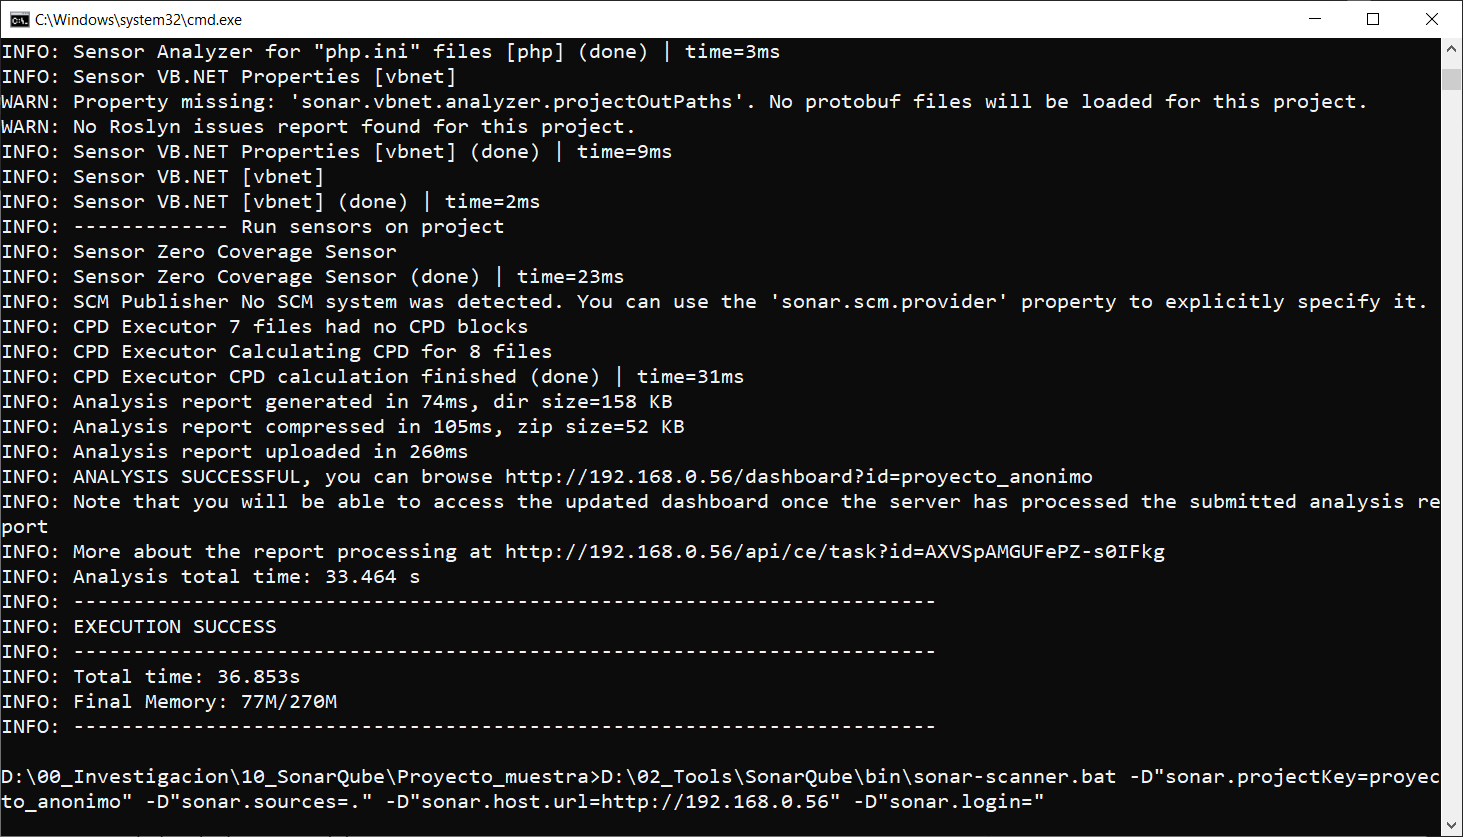 C:\Windows\system32\cmd.exe
INFO: Sensor Analyzer for "php.ini" files [php] (done) | time=3ms
INFO: Sensor VB.NET Properties [vbnet]
WARN: Property missing: 'sonar.vbnet.analyzer.projectOutPaths'. No protobuf files will be loaded for this project.
WARN: No Roslyn issues report found for this project.
INFO: Sensor VB.NET Properties [vbnet] (done) | time=9ms
INFO: Sensor VB.NET [vbnet]
INFO: Sensor VB.NET [vbnet] (done) | time=2ms
INFO: ------------- Run sensors on project
INFO: Sensor Zero Coverage Sensor
INFO: Sensor Zero Coverage Sensor (done) | time=23ms
INFO: SCM Publisher No SCM system was detected. You can use the 'sonar.scm.provider' property to explicitly specify it.
INFO: CPD Executor 7 files had no CPD blocks
INFO: CPD Executor Calculating CPD for 8 files
INFO: CPD Executor CPD calculation finished (done) | time=31ms
INFO: Analysis report generated in 74ms, dir size=158 KB
INFO: Analysis report compressed in 105ms, zip size=52 KB
INFO: Analysis report uploaded in 260ms
INFO: ANALYSIS SUCCESSFUL, you can browse http://192.168.0.56/dashboard?id=proyecto_anonimo
INFO: Note that you will be able to access the updated dashboard once the server has processed the submitted analysis re
port
INFO: More about the report processing at http://192.168.0.56/api/ce/task?id=AXVSpAMGUFePZ-s0IFkg
INFO: Analysis total time: 33.464 s
INFO: ------------------------------------------------------------------------
INFO: EXECUTION SUCCESS
INFO: ------------------------------------------------------------------------
INFO: Total time: 36.853s
INFO: Final Memory: 77M/270M
INFO: ------------------------------------------------------------------------
D:\00_Investigacion\10_SonarQube\Proyecto_muestra>D:\02_Tools\SonarQube\bin\sonar-scanner.bat -D"sonar.projectKey=proyec
to_anonimo" -D"sonar.sources=." -D"sonar.host.url=http://192.168.0.56" -D"sonar.login="